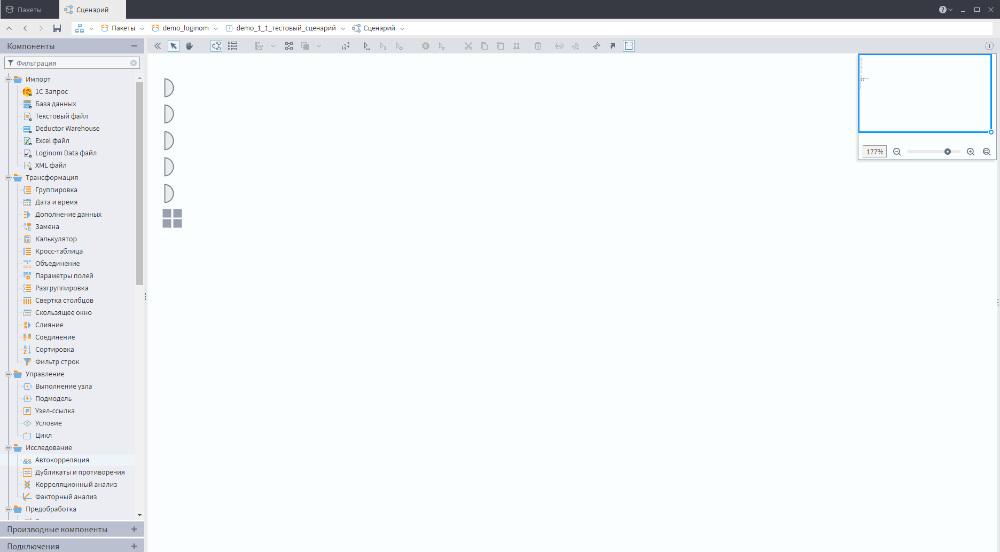 Пакеты
Сценарий
Пакеты
demo_loginom
demo_1_1_тестовый_сценарий
Сценарий
Компоненты
Фильтрация
Импорт
1С Запрос
База данных
Текстовый файл
Deductor Warehouse
Excel файл
Loginom Data файл
XML файл
Трансформация
Группировка
Дата и время
Дополнение данных
Замена
Калькулятор
Кросс-таблица
Объединение
Параметры полей
Разгруппировка
Свертка столбцов
Скользящее окно
Слияние
Соединение
Сортировка
Фильтр строк
Управление
Выполнение узла
Подмодель
Узел-ссылка
Условие
Цикл
Исследование
Автокорреляция
Дубликаты и противоречия
Корреляционный анализ
Факторный анализ
Предобработка
Производные компоненты
Подключения
177%